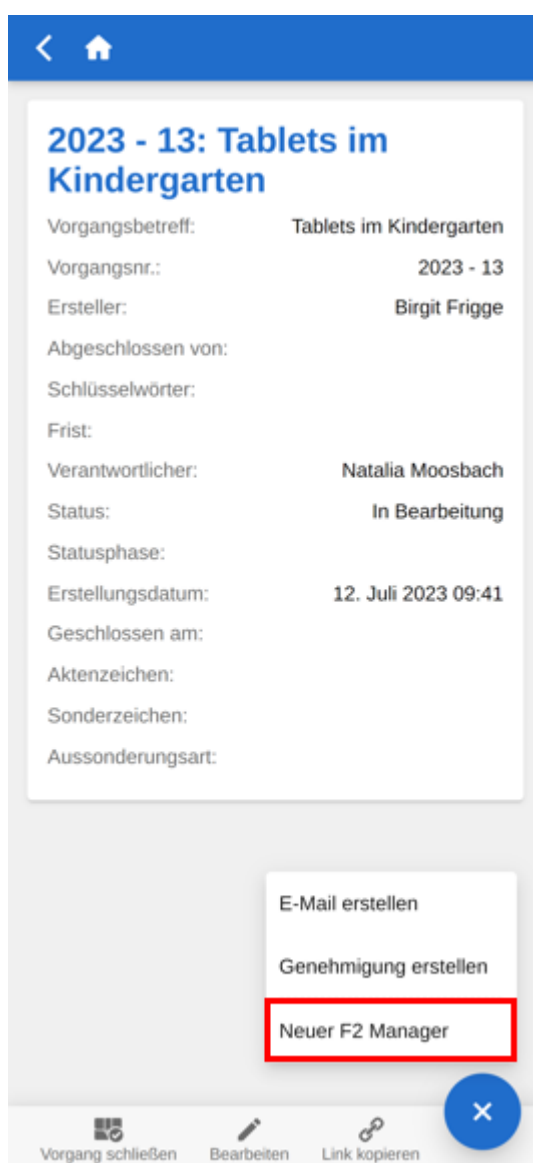 2023 - 13: Tablets im
Kindergarten
Vorgangsbetreff: Tablets im Kindergarten
Vorgangsnr.: 2023 - 13
Ersteller: Birgit Frigge
Abgeschlossen von:
Schlüsselwörter:
Frist:
Verantwortlicher: Natalia Moosbach
Status: In Bearbeitung
Statusphase:
Erstellungsdatum: 12. Juli 2023 09:41
Geschlossen am:
Aktenzeichen:
Sonderzeichen:
Aussonderungsart:
E-Mail erstellen
Genehmigung erstellen
Neuer F2 Manager
Vorgang schließen Bearbeiten Link kopieren